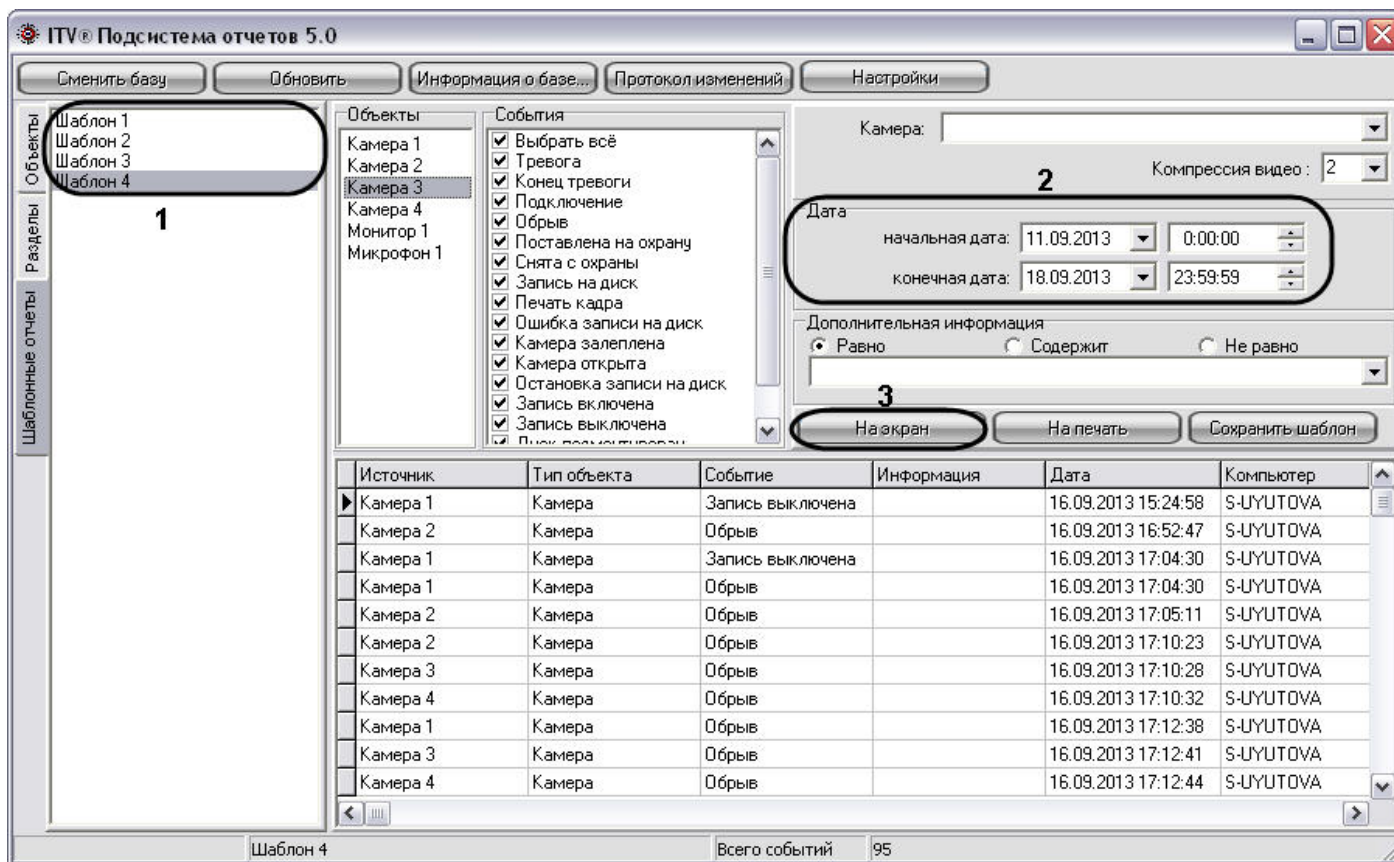 ITV® Подсистема отчетов 5.0
Сменить базу Обновить Информация о базе... Протокол изменений Настройки
Объекты
Разделы
Шаблонные отчеты
Шаблон 1
Шаблон 2
Шаблон 3
Шаблон 4
1
Объекты
Камера 1
Камера 2
Камера 3
Камера 4
Монитор 1
Микрофон 1
События
Выбрать всё
Тревога
Конец тревоги
Подключение
Обрыв
Поставлена на охрану
Снята с охраны
Запись на диск
Печать кадра
Ошибка записи на диск
Камера залеплена
Камера открыта
Остановка записи на диск
Запись включена
Запись выключена
Камера:
Компрессия видео : 2
2
Дата
начальная дата: 11.09.2013 0:00:00
конечная дата: 18.09.2013 23:59:59
Дополнительная информация
Равно Содержит Не равно
3
На экран На печать Сохранить шаблон
Источник Тип объекта Событие Информация Дата Компьютер
Камера 1 Камера Запись выключена 16.09.2013 15:24:58 S-UYUTOVA
Камера 2 Камера Обрыв 16.09.2013 16:52:47 S-UYUTOVA
Камера 1 Камера Запись выключена 16.09.2013 17:04:30 S-UYUTOVA
Камера 1 Камера Обрыв 16.09.2013 17:04:30 S-UYUTOVA
Камера 2 Камера Обрыв 16.09.2013 17:05:11 S-UYUTOVA
Камера 2 Камера Обрыв 16.09.2013 17:10:23 S-UYUTOVA
Камера 3 Камера Обрыв 16.09.2013 17:10:28 S-UYUTOVA
Камера 4 Камера Обрыв 16.09.2013 17:10:32 S-UYUTOVA
Камера 1 Камера Обрыв 16.09.2013 17:12:38 S-UYUTOVA
Камера 3 Камера Обрыв 16.09.2013 17:12:41 S-UYUTOVA
Камера 4 Камера Обрыв 16.09.2013 17:12:44 S-UYUTOVA
Шаблон 4 Всего событий 95